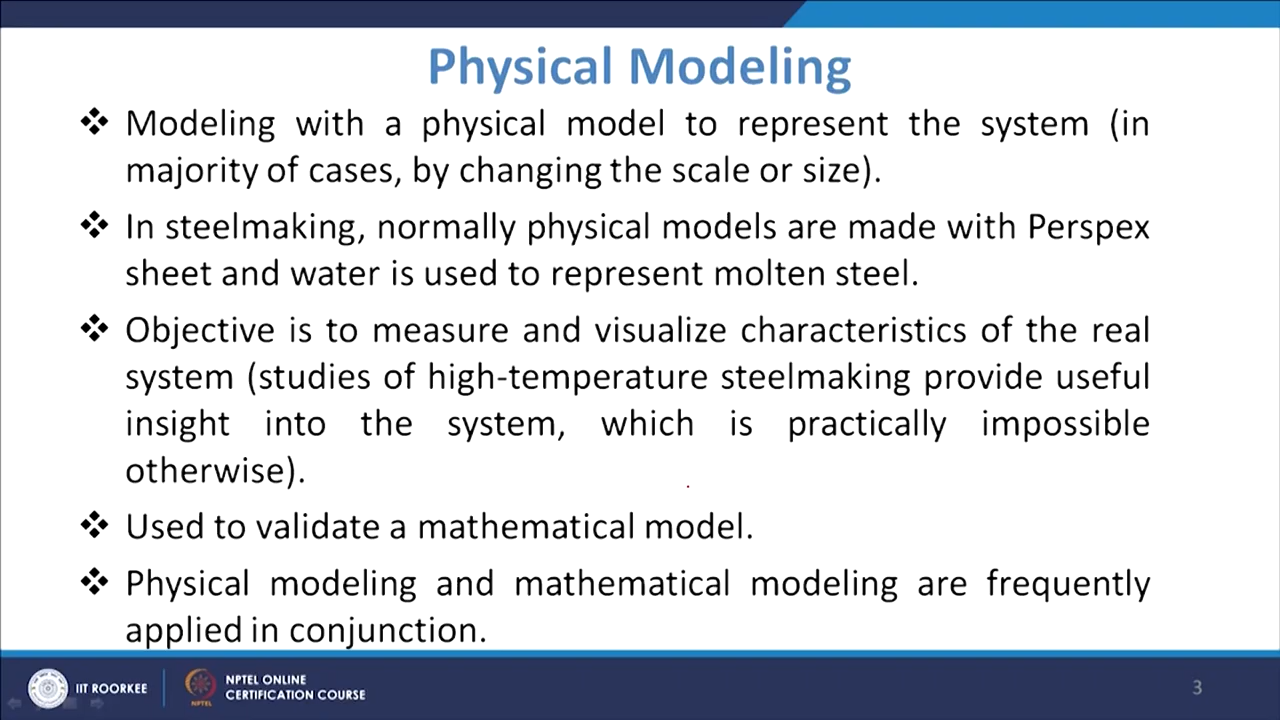 Physical Modeling
❖ Modeling with a physical model to represent the system (in
majority of cases, by changing the scale or size).
❖ In steelmaking, normally physical models are made with Perspex
sheet and water is used to represent molten steel.
❖ Objective is to measure and visualize characteristics of the real
system (studies of high-temperature steelmaking provide useful
insight into the system, which is practically impossible
otherwise).
❖ Used to validate a mathematical model.
❖ Physical modeling and mathematical modeling are frequently
applied in conjunction.
IIT ROORKEE
NPTEL
NPTEL ONLINE
CERTIFICATION COURSE
3